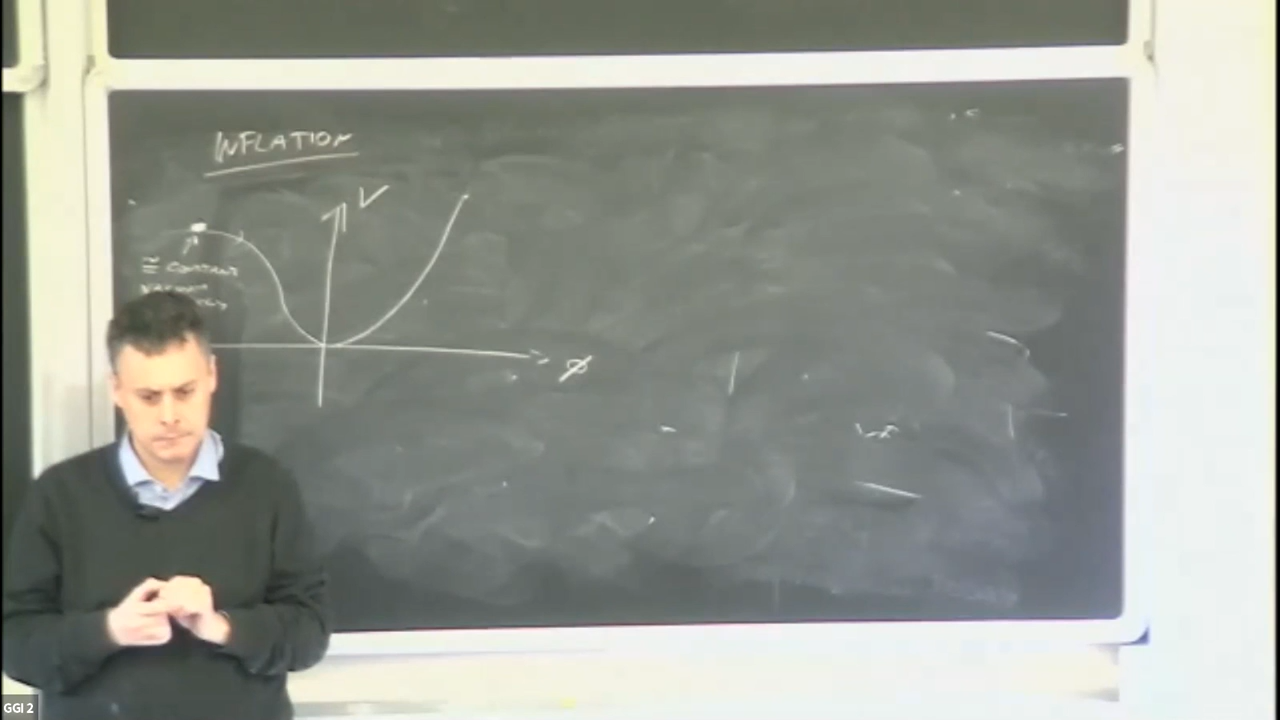 INFLATION
V
≅ CONSTANT
φ
GGI 2